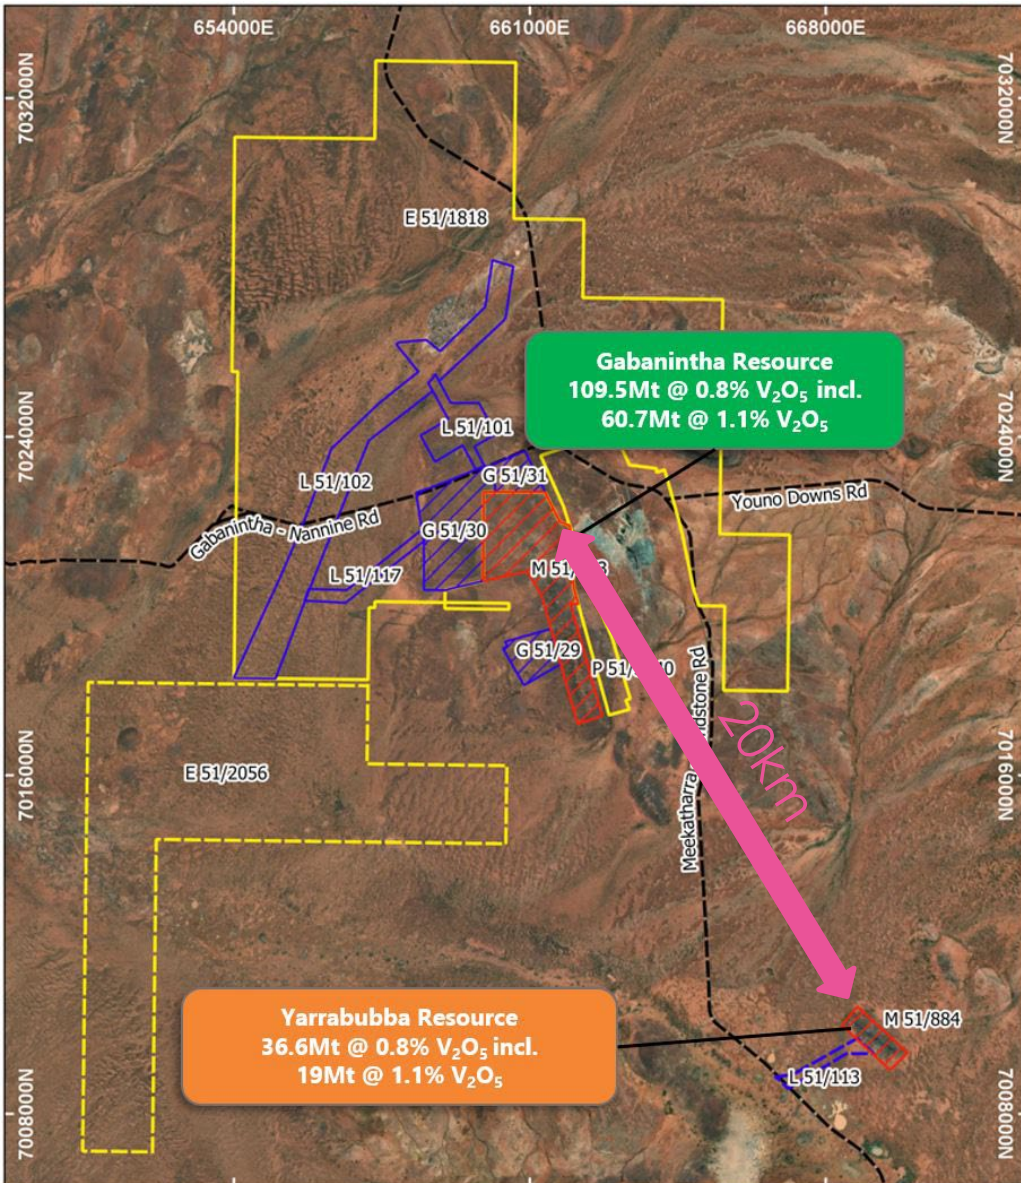 654000E
661000E
668000E
7032000N
7032000N
E 51/1818
Gabanintha Resource
109.5Mt @ 0.8% V₂O₅ incl.
60.7Mt @ 1.1% V₂O₅
7024000N
7024000N
L 51/101
L 51/102
G 51/31
Youno Downs Rd
Gabanintha - Nannine Rd
G 51/30
L 51/117
M 51/
G 51/29
P 51/
Meekatharra
20km
7016000N
7016000N
E 51/2056
Yarrabubba Resource
36.6Mt @ 0.8% V₂O₅ incl.
19Mt @ 1.1% V₂O₅
M 51/884
L 51/113
7008000N
7008000N